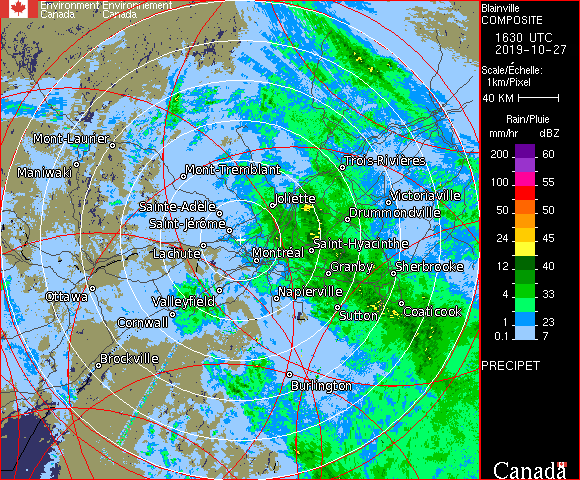 Environment Environnement
Canada Canada
Blainville
COMPOSITE
1630 UTC
2019-10-27
Scale/Échelle:
1km/Pixel
40 KM
Rain/Pluie
mm/hr dBZ
200 60
100 55
50 50
24 45
12 40
4 33
1 23
0.1 7
PRECIPET
Canada
Mont-Laurier
Maniwaki
Mont-Tremblant
Trois-Rivières
Sainte-Adèle
Joliette
Victoriaville
Saint-Jérôme
Drummondville
Lachute
Montréal
Saint-Hyacinthe
Granby
Sherbrooke
Ottawa
Valleyfield
Napierville
Cornwall
Sutton
Coaticook
Brockville
Burlington